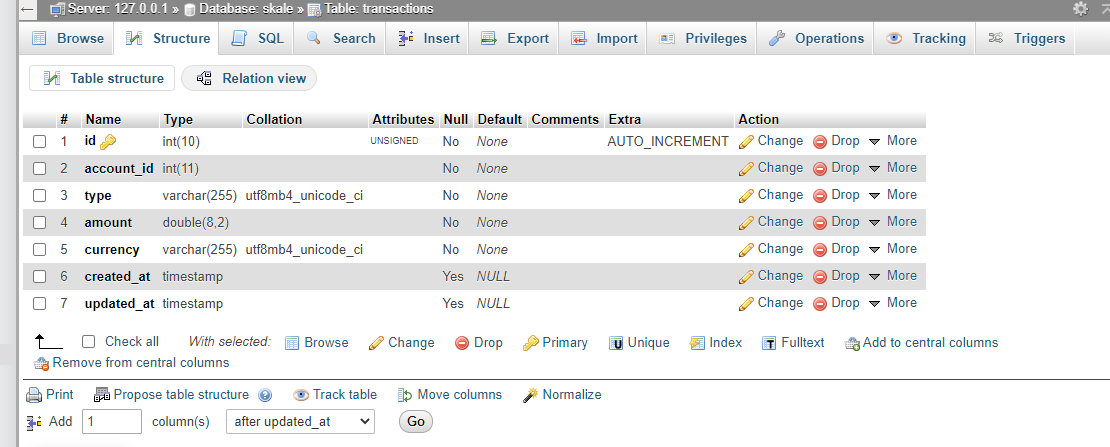 Server: 127.0.0.1 » Database: skale » Table: transactions
Browse Structure SQL Search Insert Export Import Privileges Operations Tracking Triggers
Table structure Relation view
# Name Type Collation Attributes Null Default Comments Extra Action
1 id int(10) UNSIGNED No None AUTO_INCREMENT Change Drop More
2 account_id int(11) No None Change Drop More
3 type varchar(255) utf8mb4_unicode_ci No None Change Drop More
4 amount double(8,2) No None Change Drop More
5 currency varchar(255) utf8mb4_unicode_ci No None Change Drop More
6 created_at timestamp Yes NULL Change Drop More
7 updated_at timestamp Yes NULL Change Drop More
Check all With selected: Browse Change Drop Primary Unique Index Fulltext Add to central columns
Remove from central columns
Print Propose table structure Track table Move columns Normalize
Add 1 column(s) after updated_at Go